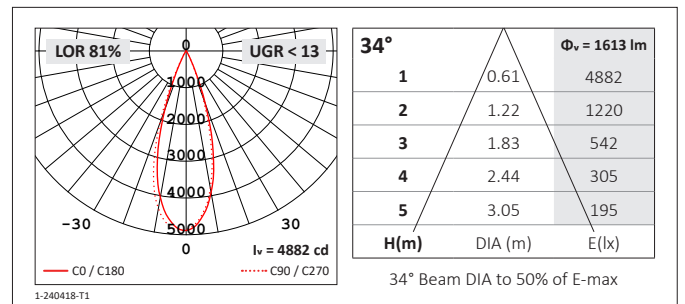 LOR 81%
UGR < 13
0
1000
2000
3000
4000
5000
-30
30
0
Iv = 4882 cd
C0 / C180
C90 / C270
1-240418-T1
34° Φv = 1613 lm
1 0.61 4882
2 1.22 1220
3 1.83 542
4 2.44 305
5 3.05 195
H(m) DIA (m) E(lx)
34° Beam DIA to 50% of E-max